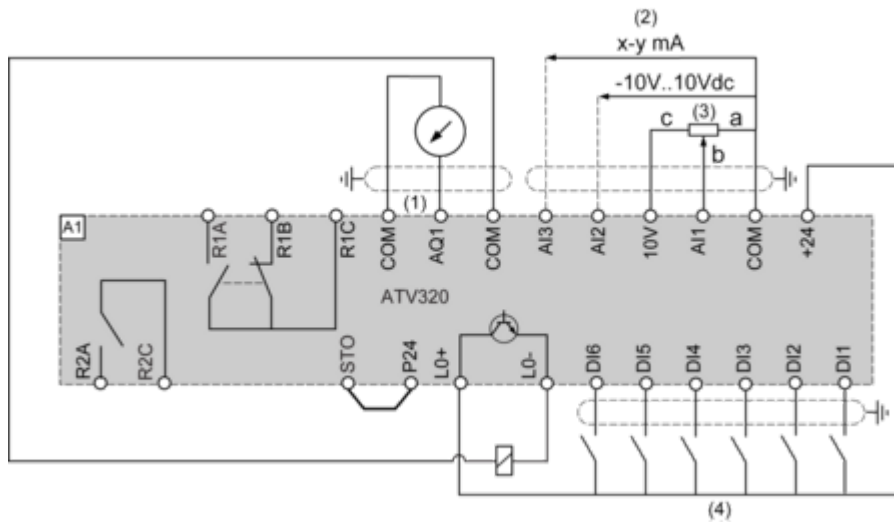 (2)
x-y mA
-10V..10Vdc
c (3) a
b
(1)
A1
R1A R1B R1C COM AQ1 COM AI3 AI2 10V AI1 COM +24
ATV320
R2A R2C STO P24 L0+ L0- DI6 DI5 DI4 DI3 DI2 DI1
(4)